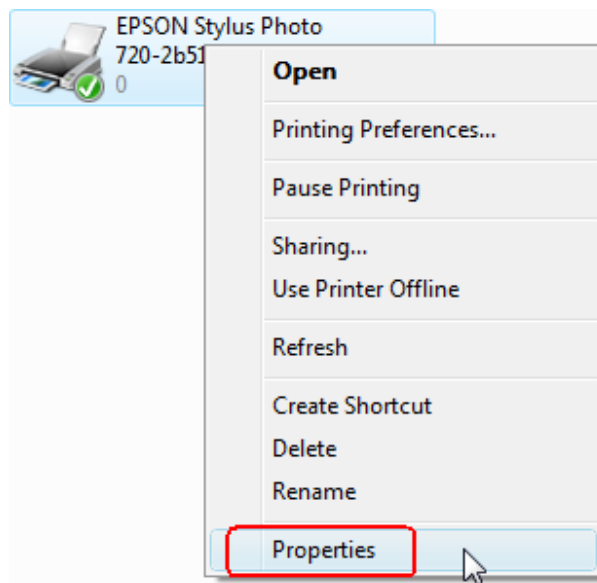 EPSON Stylus Photo
720-2b51
0
Open
Printing Preferences...
Pause Printing
Sharing...
Use Printer Offline
Refresh
Create Shortcut
Delete
Rename
Properties